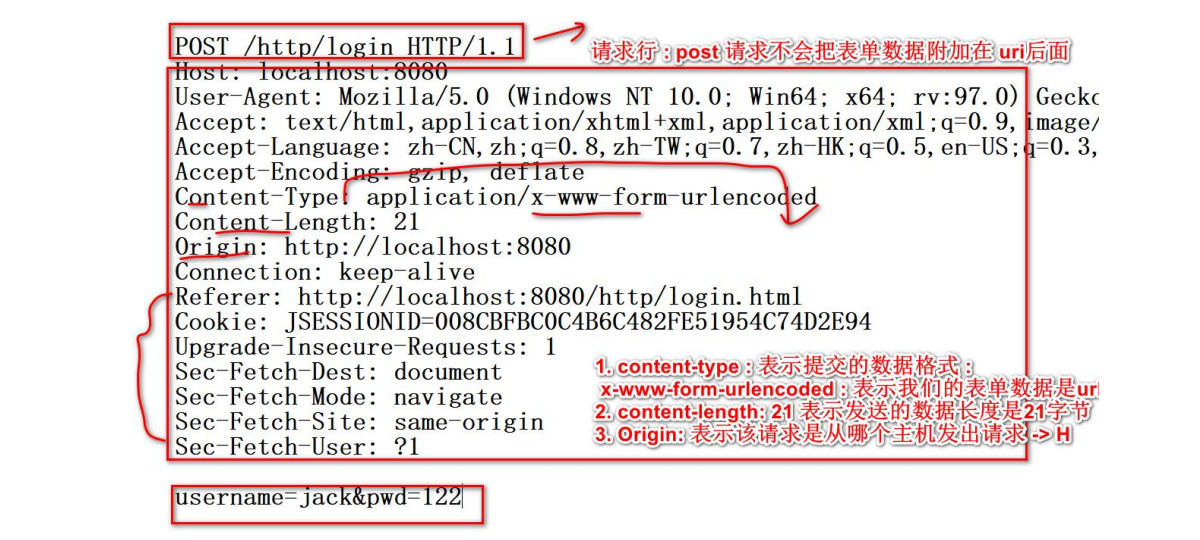 POST /http/login HTTP/1.1
请求行 : post 请求不会把表单数据附加在 uri后面
Host: localhost:8080
User-Agent: Mozilla/5.0 (Windows NT 10.0; Win64; x64; rv:97.0) Gecko
Accept: text/html,application/xhtml+xml,application/xml;q=0.9,image/
Accept-Language: zh-CN,zh;q=0.8,zh-TW;q=0.7,zh-HK;q=0.5,en-US;q=0.3,
Accept-Encoding: gzip, deflate
Content-Type: application/x-www-form-urlencoded
Content-Length: 21
Origin: http://localhost:8080
Connection: keep-alive
Referer: http://localhost:8080/http/login.html
Cookie: JSESSIONID=008CBFBC0C4B6C482FE51954C74D2E94
Upgrade-Insecure-Requests: 1
Sec-Fetch-Dest: document
Sec-Fetch-Mode: navigate
Sec-Fetch-Site: same-origin
Sec-Fetch-User: ?1
1. content-type : 表示提交的数据格式 :
x-www-form-urlencoded : 表示我们的表单数据是url
2. content-length: 21 表示发送的数据长度是21字节
3. Origin: 表示该请求是从哪个主机发出请求 -> H
username=jack&pwd=122